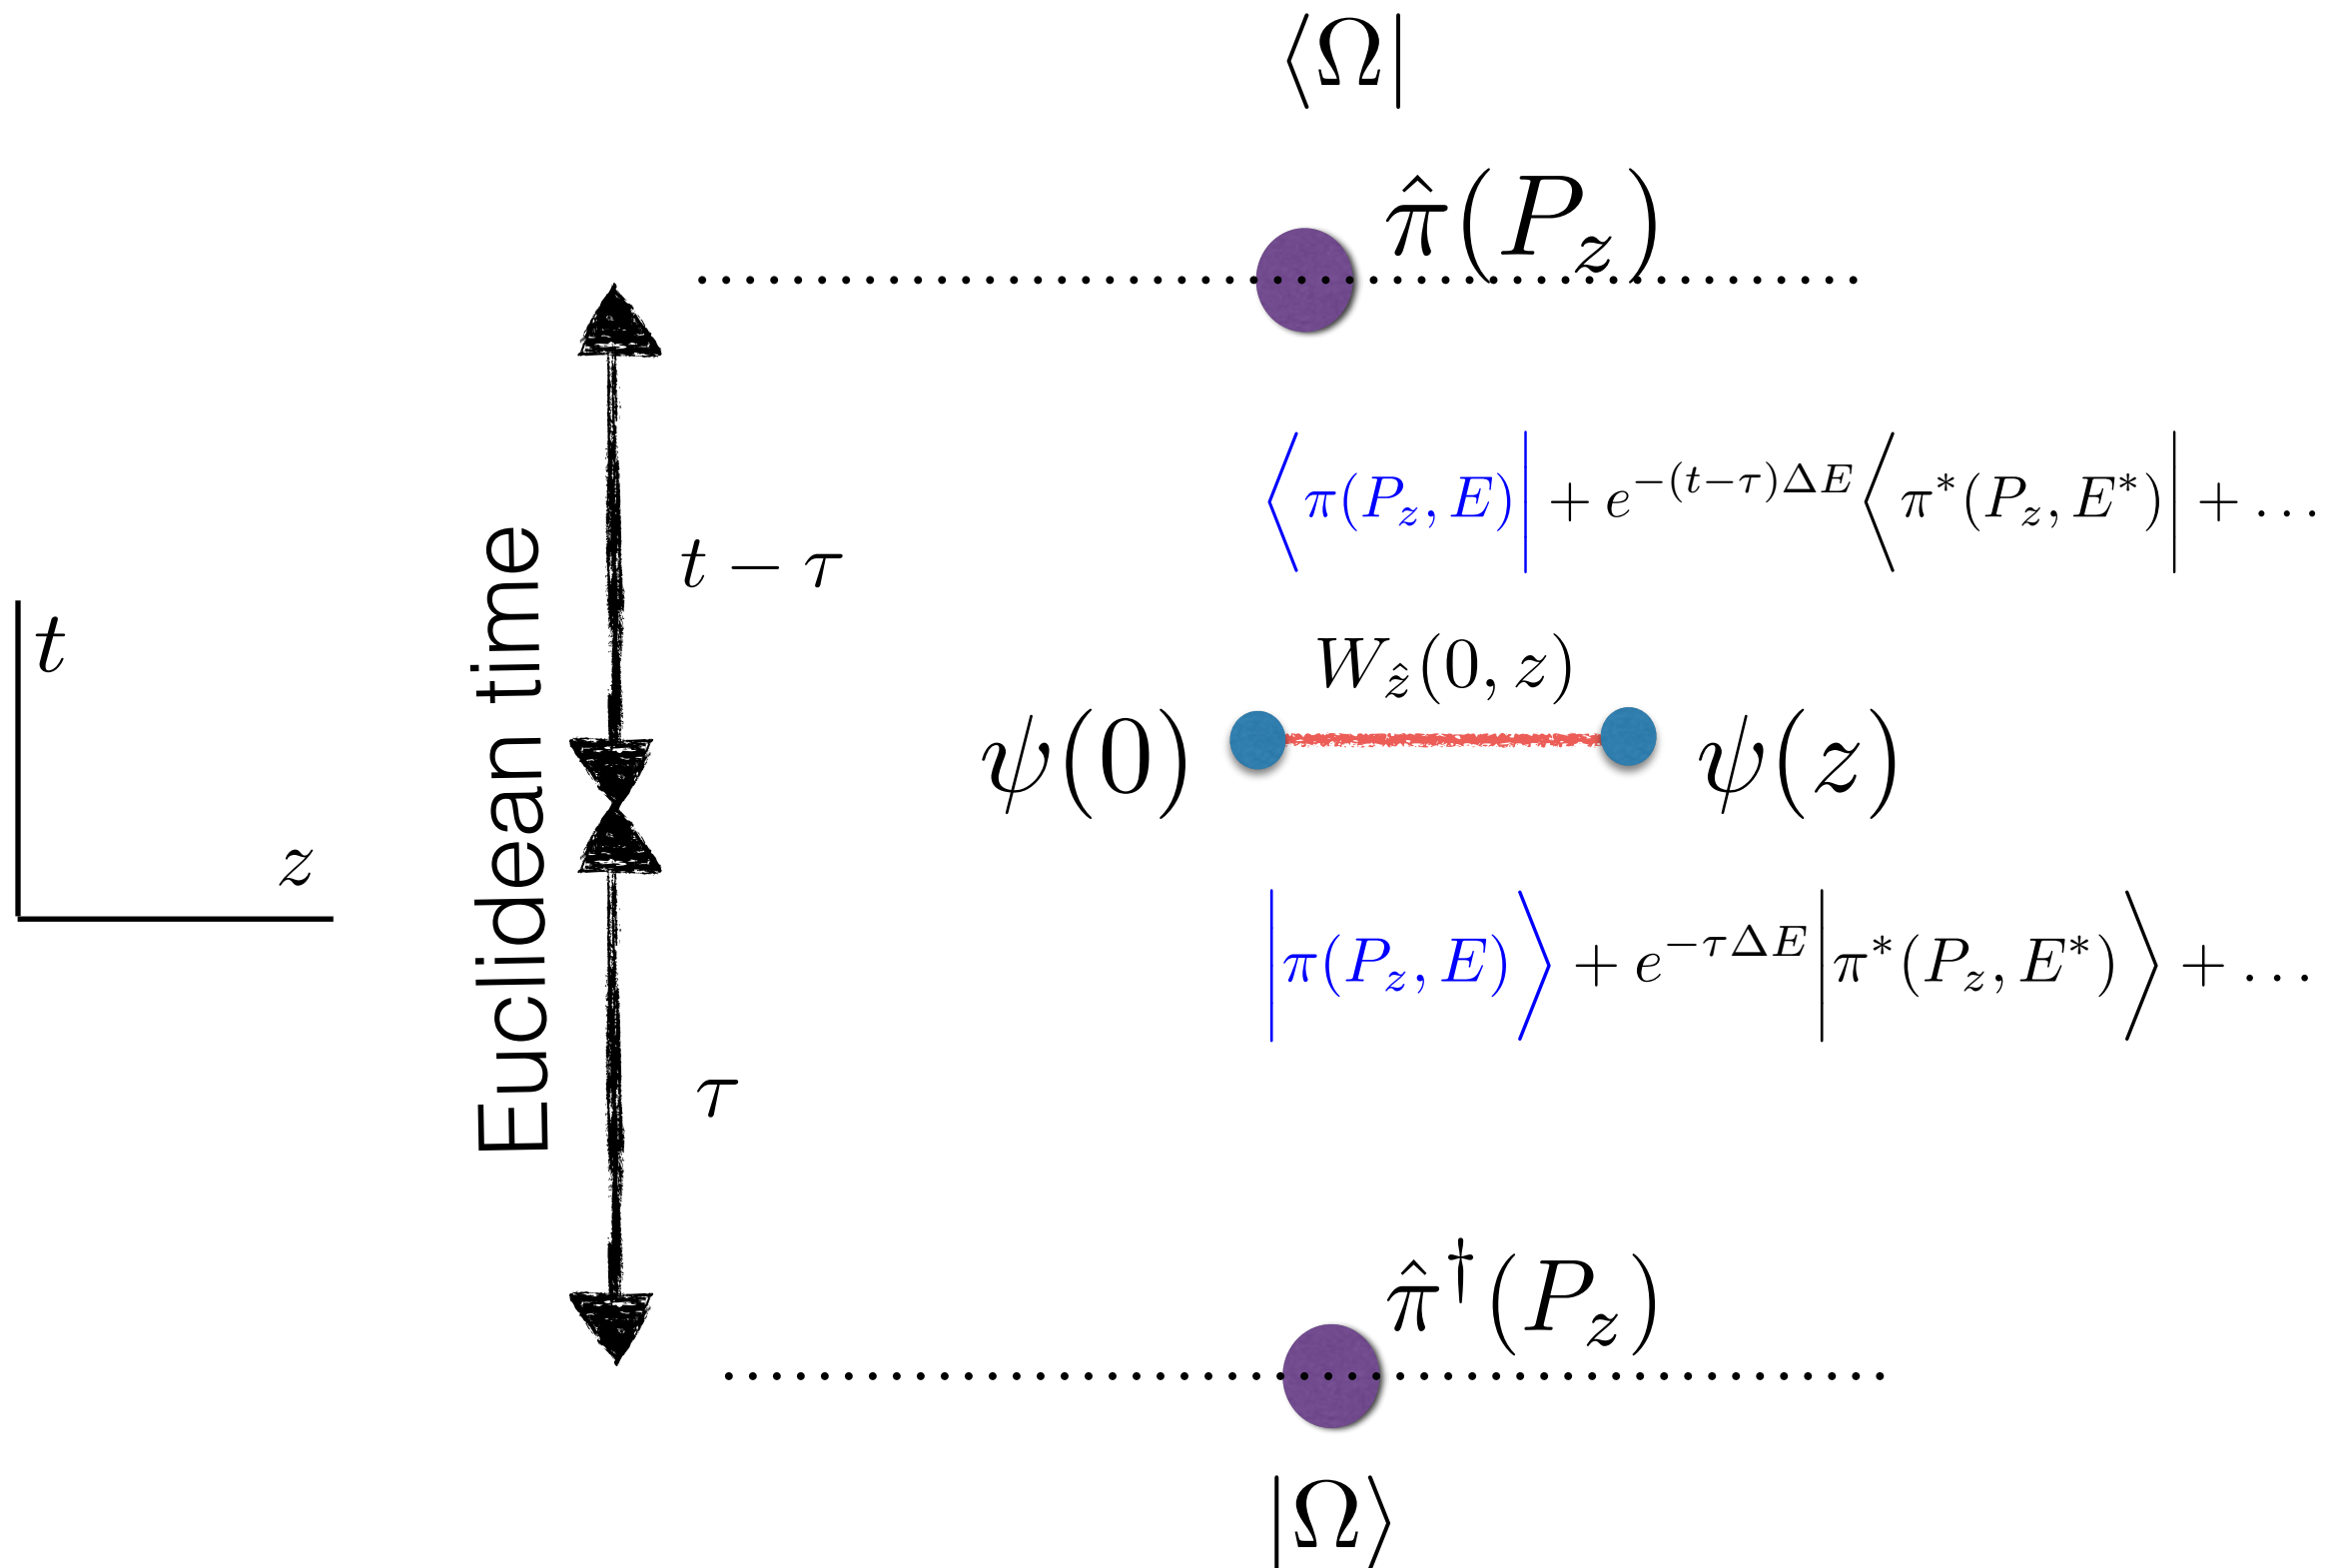 ⟨Ω|
π̂(P_z)
⟨π(P_z, E)| + e^{−(t−τ)ΔE}⟨π*(P_z, E*)| + …
t − τ
Euclidean time
t
z
W_ẑ(0, z)
ψ(0)
ψ(z)
|π(P_z, E)⟩ + e^{−τΔE}|π*(P_z, E*)⟩ + …
τ
π̂†(P_z)
|Ω⟩